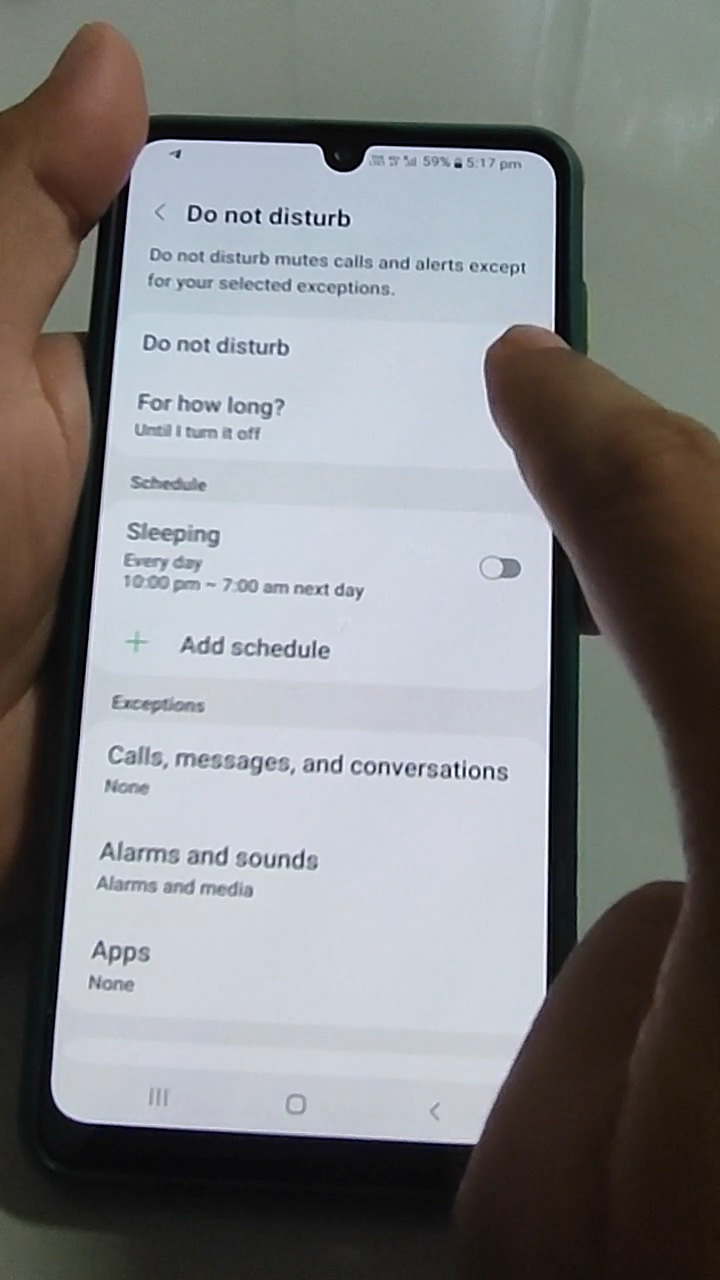 59% 5:17 pm
Do not disturb
Do not disturb mutes calls and alerts except
for your selected exceptions.
Do not disturb
For how long?
Until I turn it off
Schedule
Sleeping
Every day
10:00 pm ~ 7:00 am next day
+ Add schedule
Exceptions
Calls, messages, and conversations
None
Alarms and sounds
Alarms and media
Apps
None